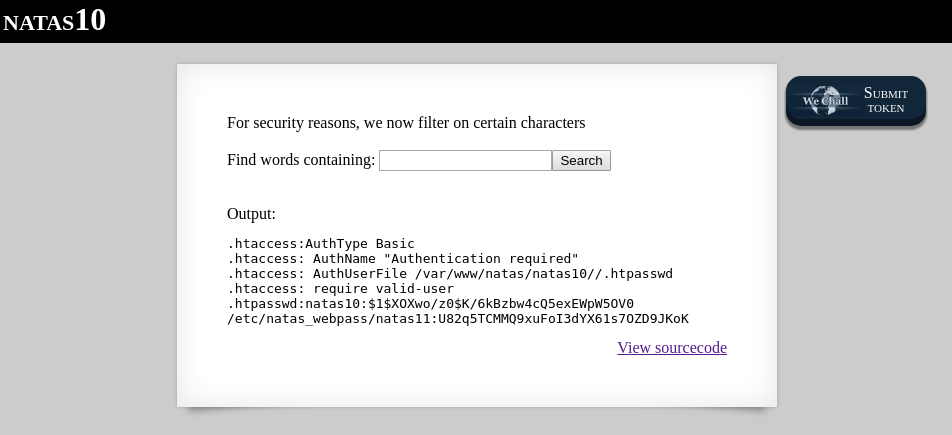 NATAS10
We Chall
SUBMIT
TOKEN
For security reasons, we now filter on certain characters
Find words containing: Search
Output:
.htaccess:AuthType Basic
.htaccess: AuthName "Authentication required"
.htaccess: AuthUserFile /var/www/natas/natas10//.htpasswd
.htaccess: require valid-user
.htpasswd:natas10:$1$XOXwo/z0$K/6kBzbw4cQ5exEWpW5OV0
/etc/natas_webpass/natas11:U82q5TCMMQ9xuFoI3dYX61s7OZD9JKoK
View sourcecode